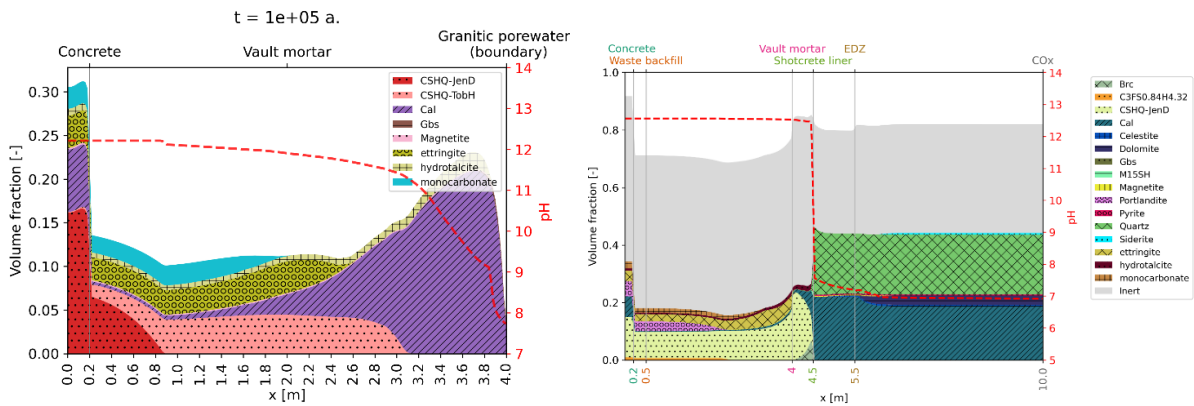 t = 1e+05 a.
Concrete
Vault mortar
Granitic porewater
(boundary)
CSHQ-JenD
CSHQ-TobH
Cal
Gbs
Magnetite
ettringite
hydrotalcite
monocarbonate
Volume fraction [-]
0.30
0.25
0.20
0.15
0.10
0.05
0.00
14
13
12
11
10
9
8
7
pH
0.0
0.2
0.4
0.6
0.8
1.0
1.2
1.4
1.6
1.8
2.0
2.2
2.4
2.6
2.8
3.0
3.2
3.4
3.6
3.8
4.0
x [m]
Concrete
Waste backfill
Vault mortar
EDZ
Shotcrete liner
COx
Volume fraction [-]
1.0
0.8
0.6
0.4
0.2
0.0
14
13
12
11
10
9
8
7
6
5
pH
0.2
0.5
4
4.5
5.5
10.0
x [m]
Brc
C3FS0.84H4.32
CSHQ-JenD
Cal
Celestite
Dolomite
Gbs
M15SH
Magnetite
Portlandite
Pyrite
Quartz
Siderite
ettringite
hydrotalcite
monocarbonate
Inert